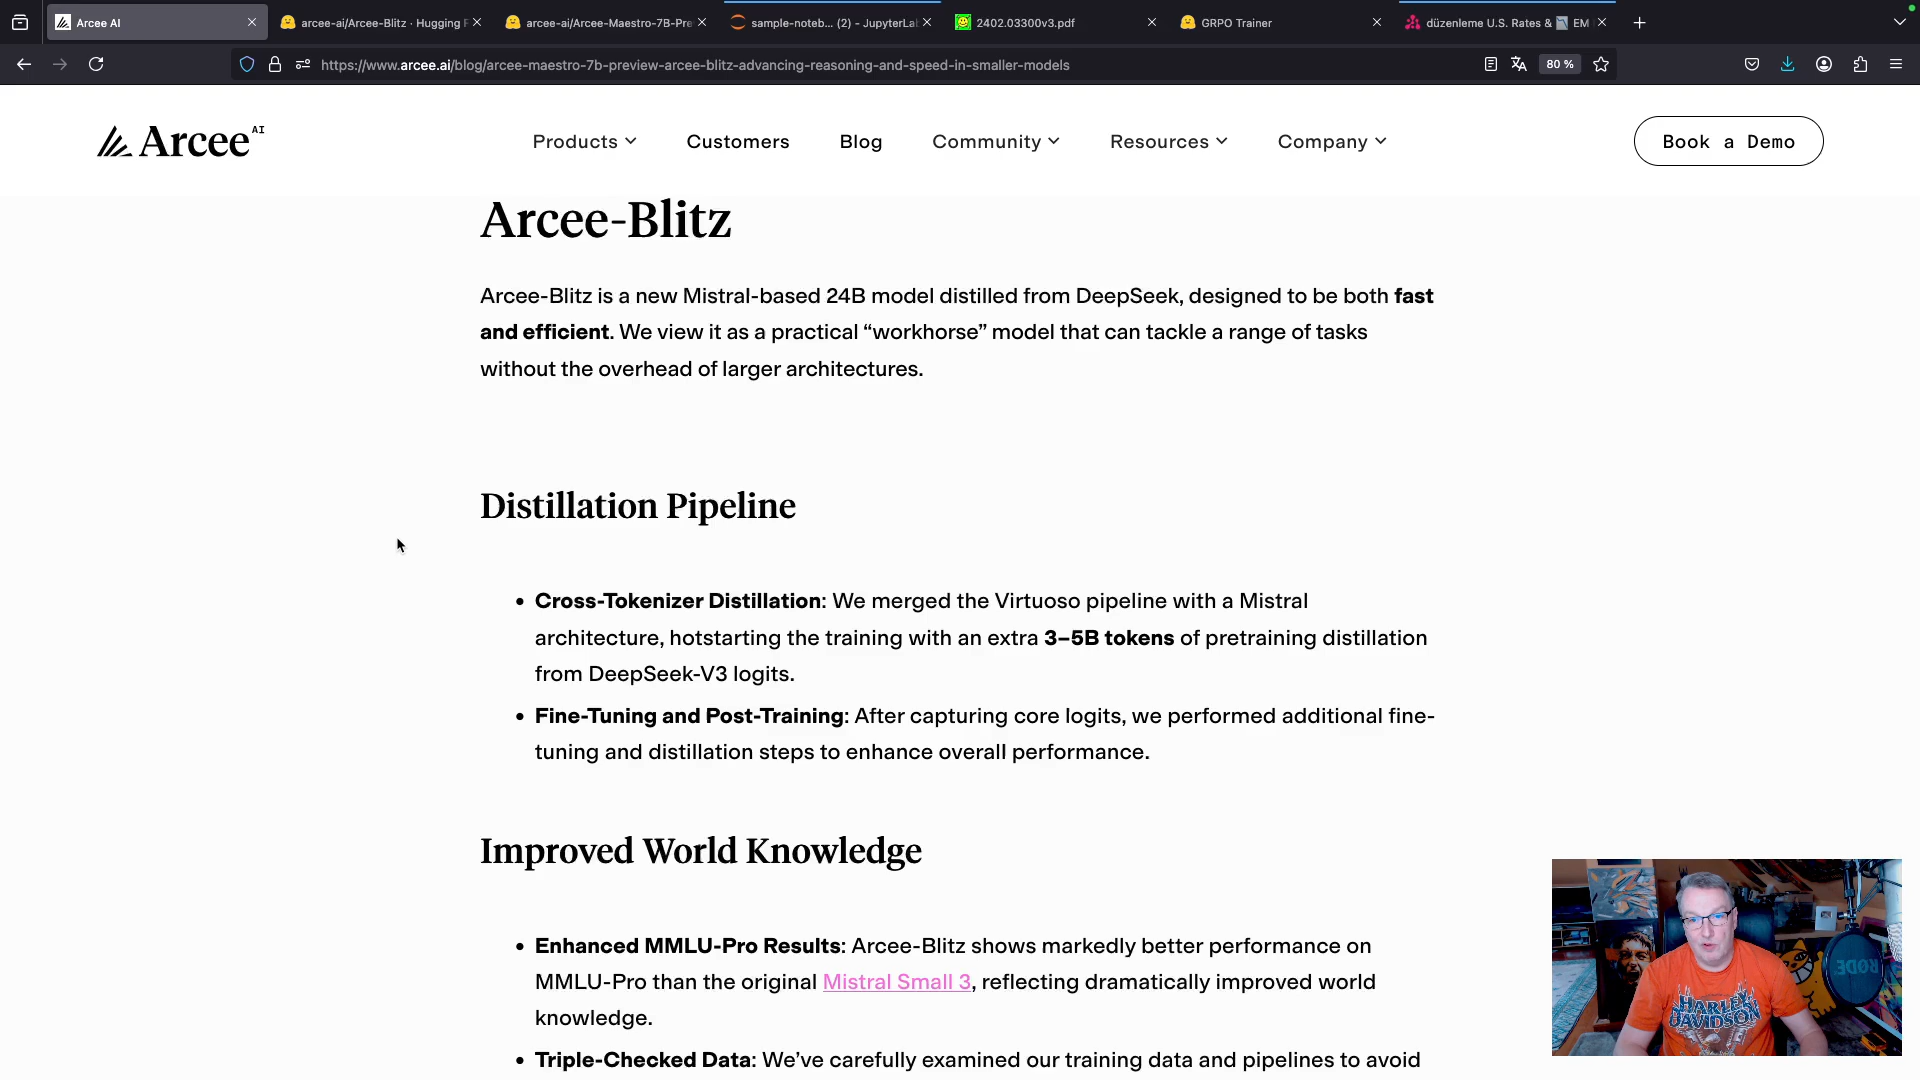 Arcee AI
arcee-ai/Arcee-Blitz · Hugging F
arcee-ai/Arcee-Maestro-7B-Pre
sample-noteb... (2) - JupyterLab
2402.03300v3.pdf
GRPO Trainer
düzenleme U.S. Rates & EM
https://www.arcee.ai/blog/arcee-maestro-7b-preview-arcee-blitz-advancing-reasoning-and-speed-in-smaller-models
80 %
Arcee AI
Products
Customers
Blog
Community
Resources
Company
Book a Demo
Arcee-Blitz
Arcee-Blitz is a new Mistral-based 24B model distilled from DeepSeek, designed to be both fast
and efficient. We view it as a practical “workhorse” model that can tackle a range of tasks
without the overhead of larger architectures.
Distillation Pipeline
• Cross-Tokenizer Distillation: We merged the Virtuoso pipeline with a Mistral
architecture, hotstarting the training with an extra 3–5B tokens of pretraining distillation
from DeepSeek-V3 logits.
• Fine-Tuning and Post-Training: After capturing core logits, we performed additional fine-
tuning and distillation steps to enhance overall performance.
Improved World Knowledge
• Enhanced MMLU-Pro Results: Arcee-Blitz shows markedly better performance on
MMLU-Pro than the original Mistral Small 3, reflecting dramatically improved world
knowledge.
• Triple-Checked Data: We’ve carefully examined our training data and pipelines to avoid
RØDE
HARLEY
DAVIDSON